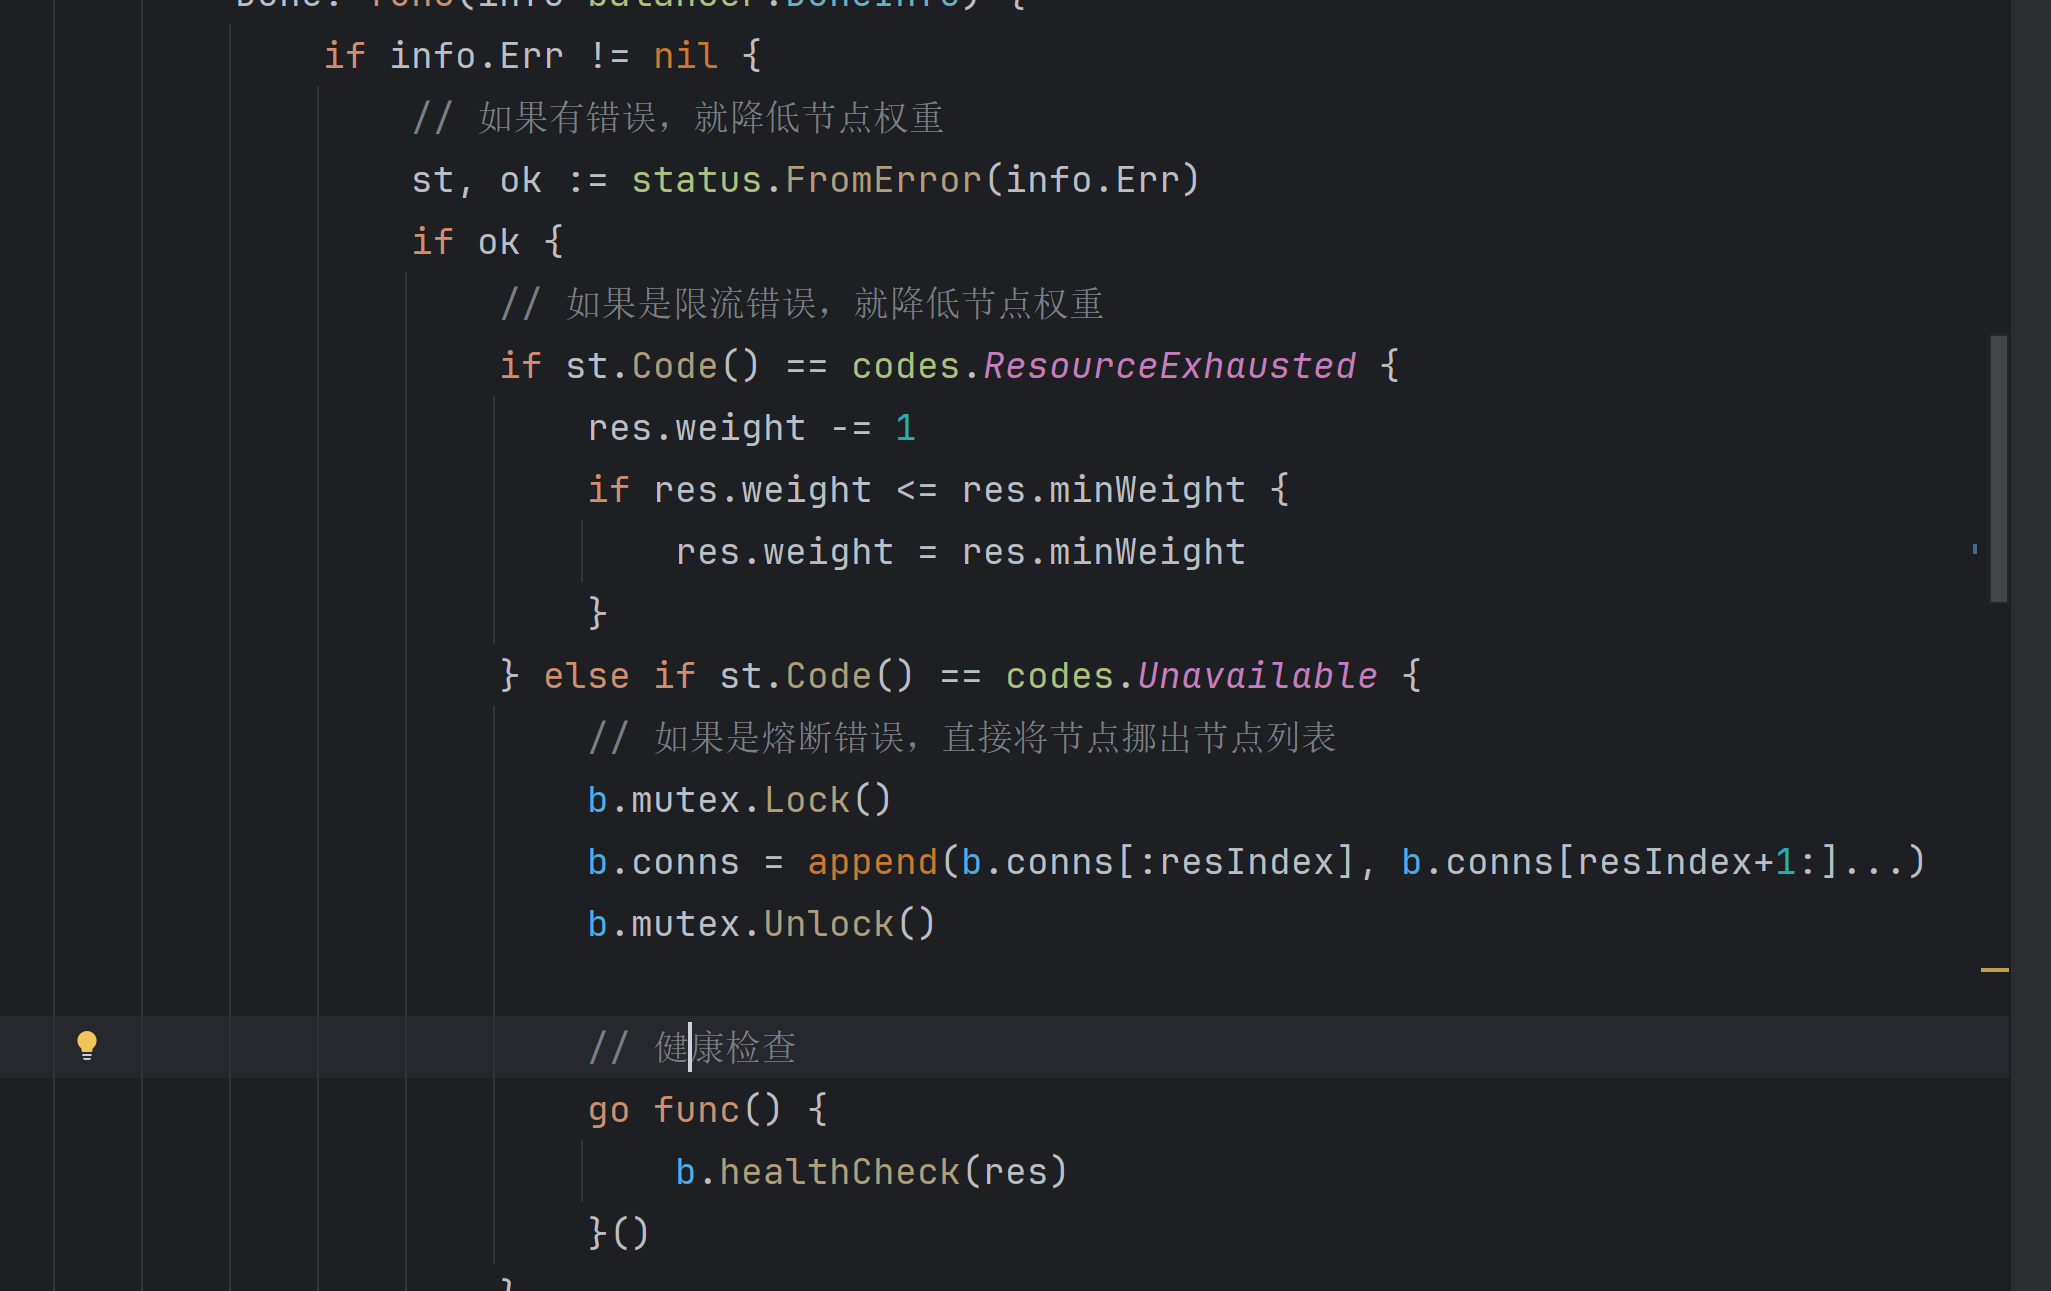 Done: func(info balancer.DoneInfo) {
if info.Err != nil {
// 如果有错误，就降低节点权重
st, ok := status.FromError(info.Err)
if ok {
// 如果是限流错误，就降低节点权重
if st.Code() == codes.ResourceExhausted {
res.weight -= 1
if res.weight <= res.minWeight {
res.weight = res.minWeight
}
} else if st.Code() == codes.Unavailable {
// 如果是熔断错误，直接将节点挪出节点列表
b.mutex.Lock()
b.conns = append(b.conns[:resIndex], b.conns[resIndex+1:]...)
b.mutex.Unlock()
// 健康检查
go func() {
b.healthCheck(res)
}()
}